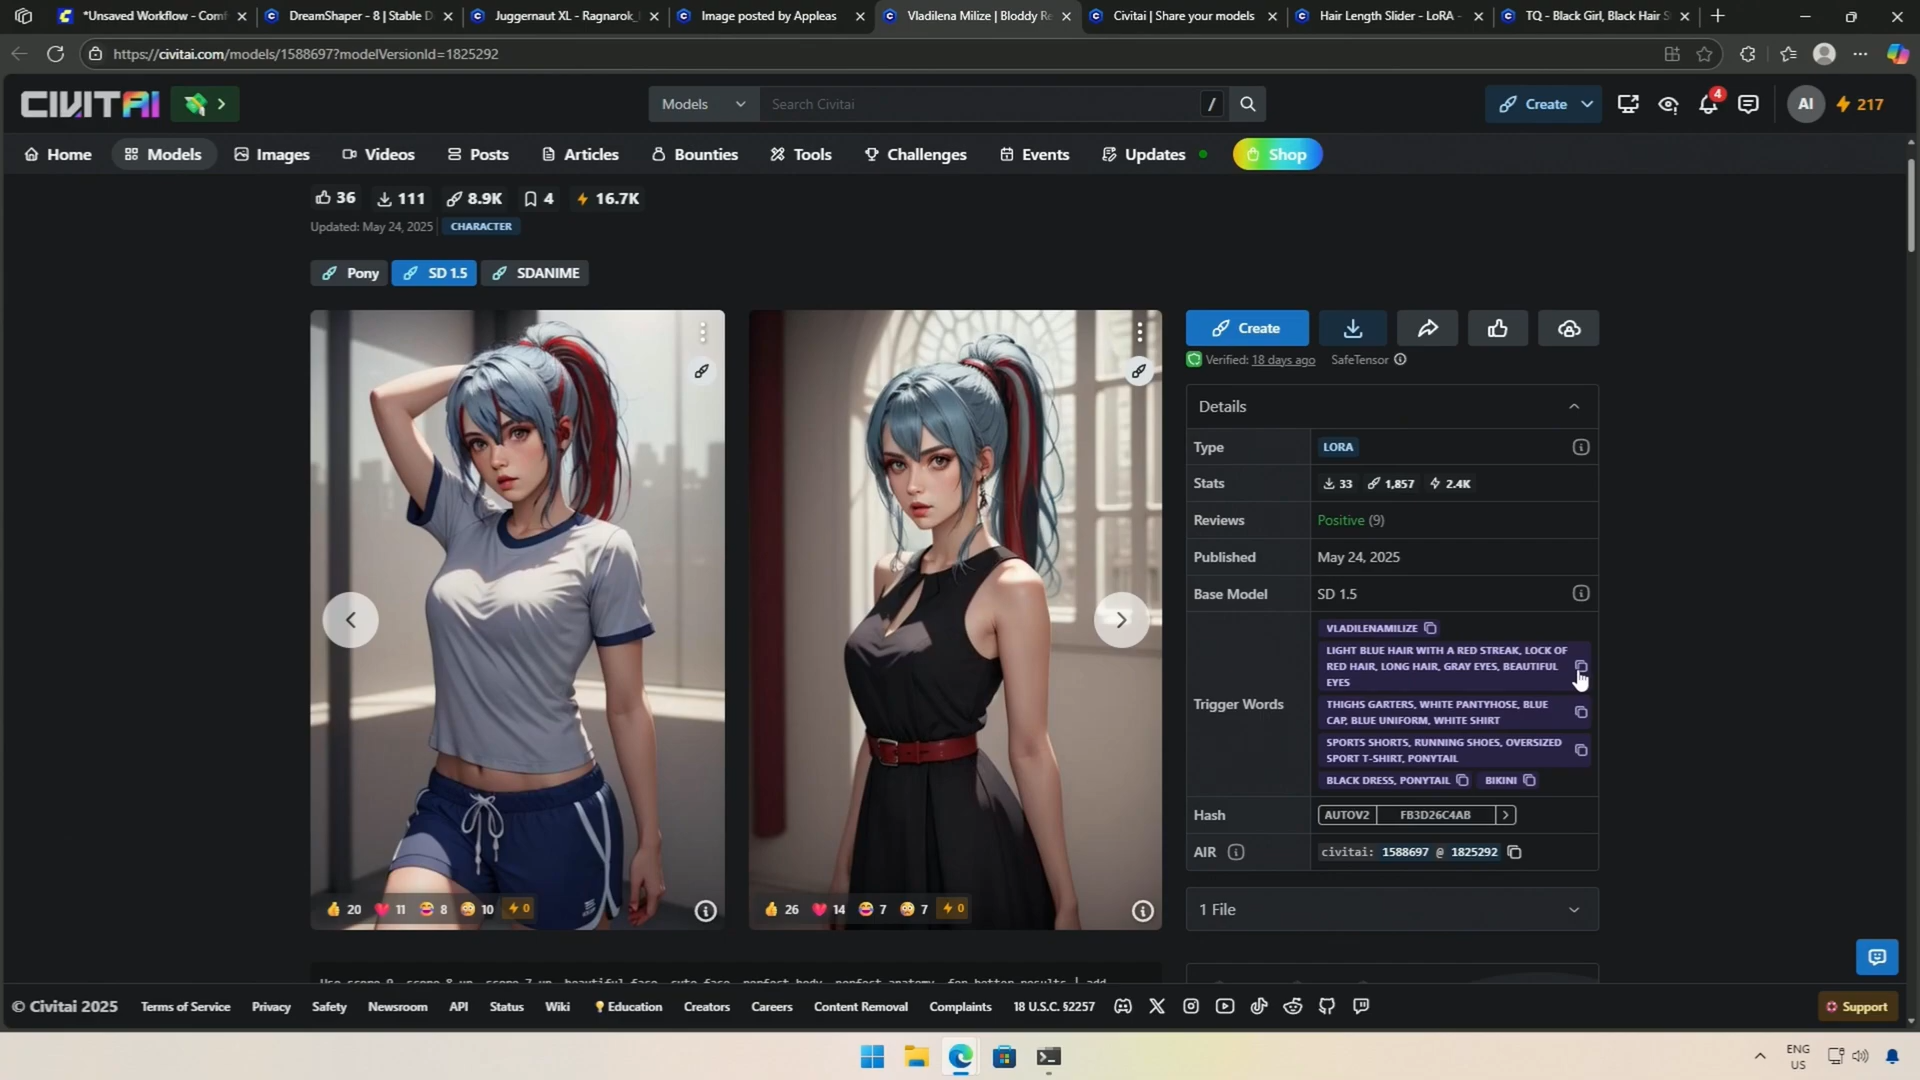 *Unsaved Workflow - Comf
DreamShaper - 8 | Stable D
Juggernaut XL - Ragnarok_
Image posted by Appleas
Vladilena Milize | Bloddy Re
Civitai | Share your models
Hair Length Slider - LoRA -
TQ - Black Girl, Black Hair S
https://civitai.com/models/1588697?modelVersionId=1825292
CIVITAI
Models
Search Civitai
/
Create
4
AI
217
Home
Models
Images
Videos
Posts
Articles
Bounties
Tools
Challenges
Events
Updates
Shop
36
111
8.9K
4
16.7K
Updated: May 24, 2025
CHARACTER
Pony
SD 1.5
SDANIME
Create
Verified: 18 days ago
SafeTensor
Details
Type
LORA
Stats
33
1,857
2.4K
Reviews
Positive (9)
Published
May 24, 2025
Base Model
SD 1.5
Trigger Words
VLADILENAMILIZE
LIGHT BLUE HAIR WITH A RED STREAK, LOCK OF
RED HAIR, LONG HAIR, GRAY EYES, BEAUTIFUL
EYES
THIGHS GARTERS, WHITE PANTYHOSE, BLUE
CAP, BLUE UNIFORM, WHITE SHIRT
SPORTS SHORTS, RUNNING SHOES, OVERSIZED
SPORT T-SHIRT, PONYTAIL
BLACK DRESS, PONYTAIL
BIKINI
Hash
AUTOV2
FB3D26C4AB
AIR
civitai: 1588697 @ 1825292
1 File
20
11
8
10
0
26
14
7
7
0
© Civitai 2025
Terms of Service
Privacy
Safety
Newsroom
API
Status
Wiki
Education
Creators
Careers
Content Removal
Complaints
18 U.S.C. §2257
Support
ENG
US